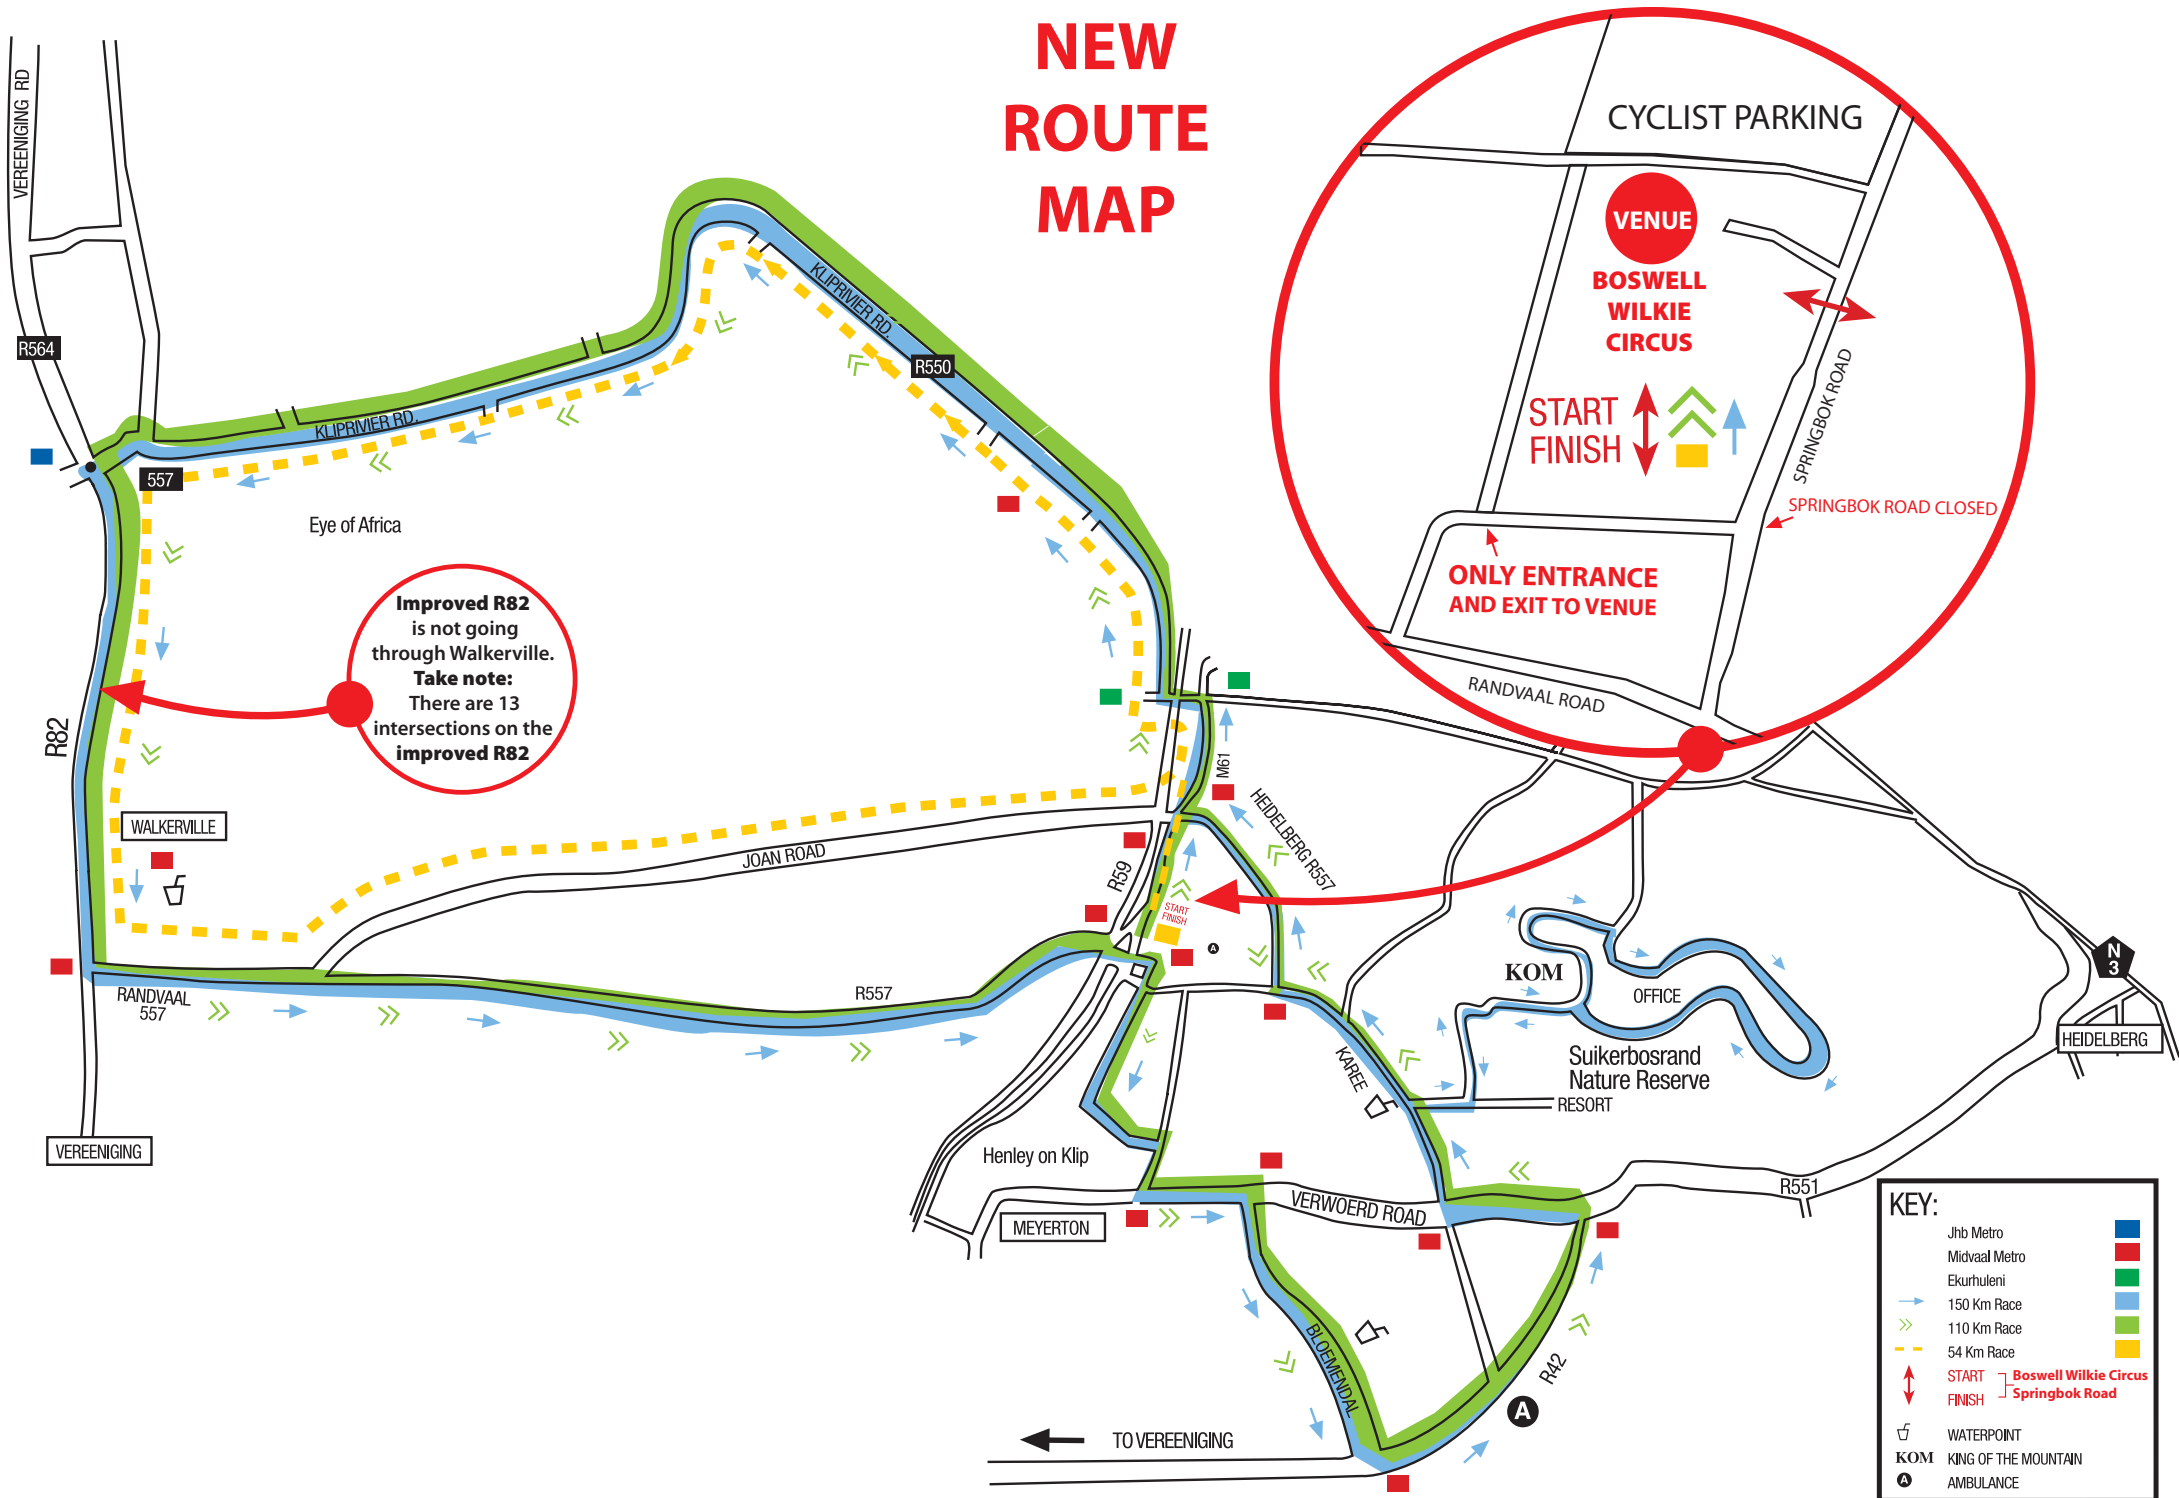 NEW
ROUTE
MAP
CYCLIST PARKING
VENUE
BOSWELL
WILKIE
CIRCUS
START
FINISH
SPRINGBOK ROAD
SPRINGBOK ROAD CLOSED
ONLY ENTRANCE
AND EXIT TO VENUE
RANDVAAL ROAD
VEREENIGING RD
R564
KLIPRIVIER RD.
R550
KLIPRIVIER RD.
557
Eye of Africa
Improved R82
is not going
through Walkerville.
Take note:
There are 13
intersections on the
improved R82
R82
WALKERVILLE
JOAN ROAD
R59
M61
HEIDELBERG R557
START
FINISH
A
RANDVAAL
557
R557
KOM
OFFICE
Suikerbosrand
Nature Reserve
RESORT
KAREE
N
3
HEIDELBERG
VEREENIGING
Henley on Klip
MEYERTON
VERWOERD ROAD
R551
BLOEMENDAL
R42
A
TO VEREENIGING
KEY:
Jhb Metro
Midvaal Metro
Ekurhuleni
150 Km Race
110 Km Race
54 Km Race
START
FINISH
Boswell Wilkie Circus
Springbok Road
WATERPOINT
KOM KING OF THE MOUNTAIN
A AMBULANCE